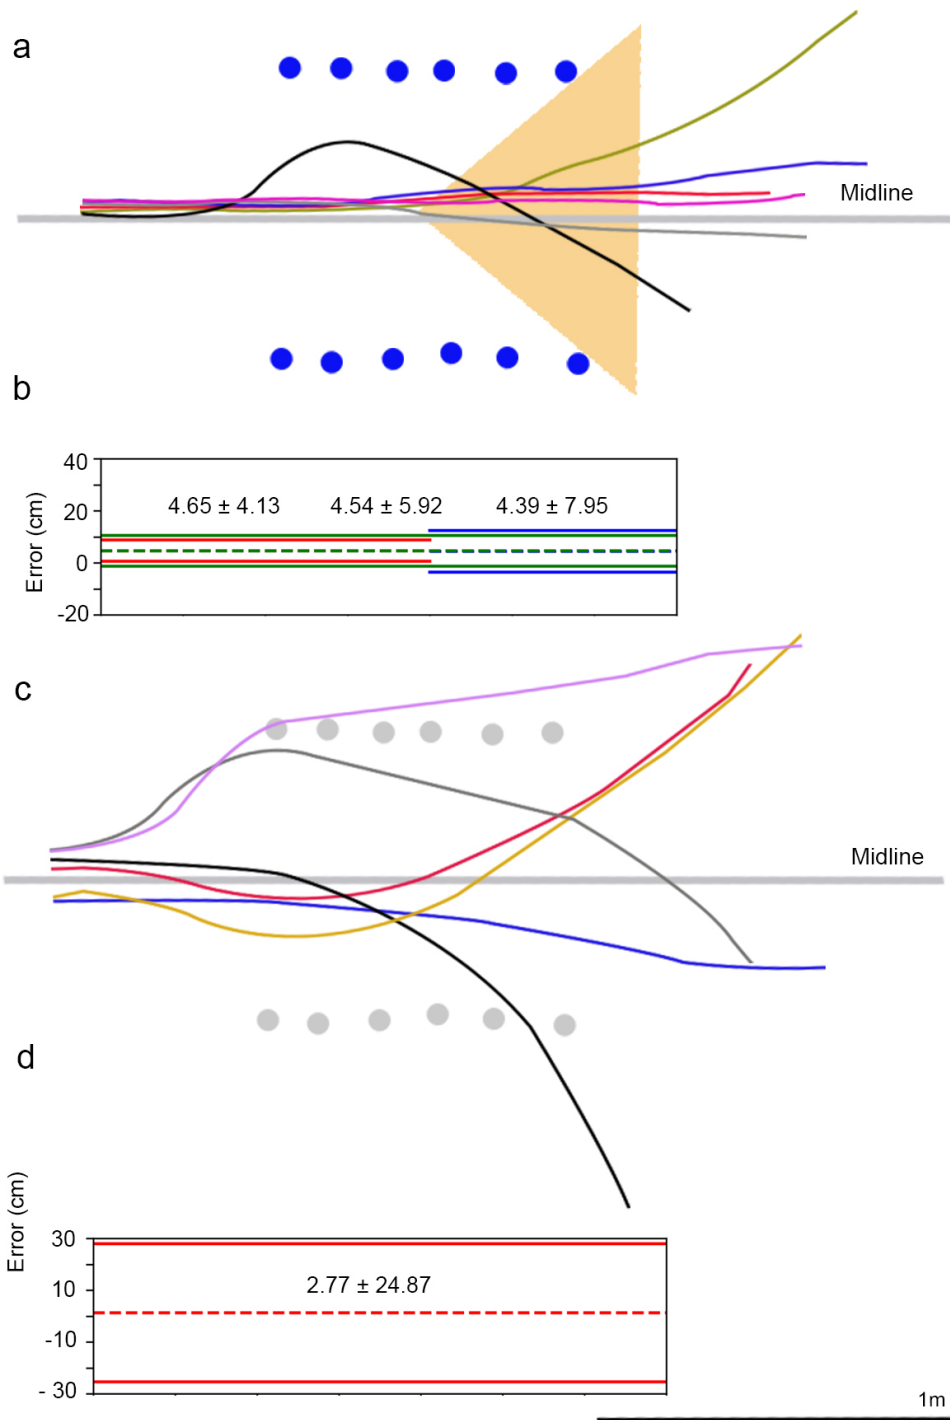 a
Midline
b
Error (cm)
40
20
0
-20
4.65 ± 4.13 4.54 ± 5.92 4.39 ± 7.95
c
Midline
d
Error (cm)
30
10
-10
- 30
2.77 ± 24.87
1m